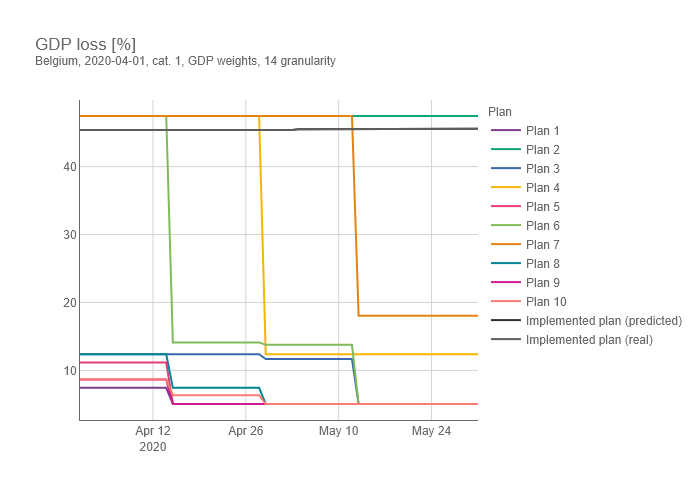 GDP loss [%]
Belgium, 2020-04-01, cat. 1, GDP weights, 14 granularity
Plan
Plan 1
Plan 2
Plan 3
Plan 4
Plan 5
Plan 6
Plan 7
Plan 8
Plan 9
Plan 10
Implemented plan (predicted)
Implemented plan (real)
40
30
20
10
Apr 12
2020
Apr 26
May 10
May 24